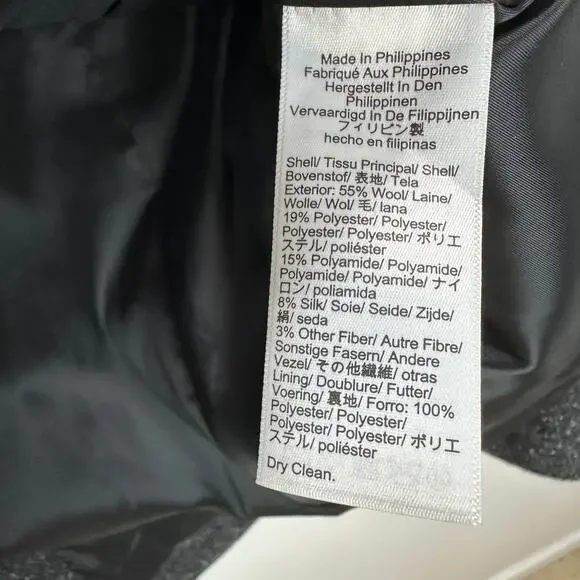 Made In Philippines
Fabriqué Aux Philippines
Hergestellt In Den
Philippinen
Vervaardigd In De Filippijnen
フィリピン製
hecho en filipinas
Shell/ Tissu Principal/ Shell/
Bovenstof/ 表地/ Tela
Exterior: 55% Wool/ Laine/
Wolle/ Wol/ 毛/ lana
19% Polyester/ Polyester/
Polyester/ Polyester/ ポリエ
ステル/ poliéster
15% Polyamide/ Polyamide/
Polyamide/ Polyamide/ ナイ
ロン/ poliamida
8% Silk/ Soie/ Seide/ Zijde/
絹/ seda
3% Other Fiber/ Autre Fibre/
Sonstige Fasern/ Andere
Vezel/ その他繊維/ otras
Lining/ Doublure/ Futter/
Voering/ 裏地/ Forro: 100%
Polyester/ Polyester/
Polyester/ Polyester/ ポリエ
ステル/ poliéster
Dry Clean.